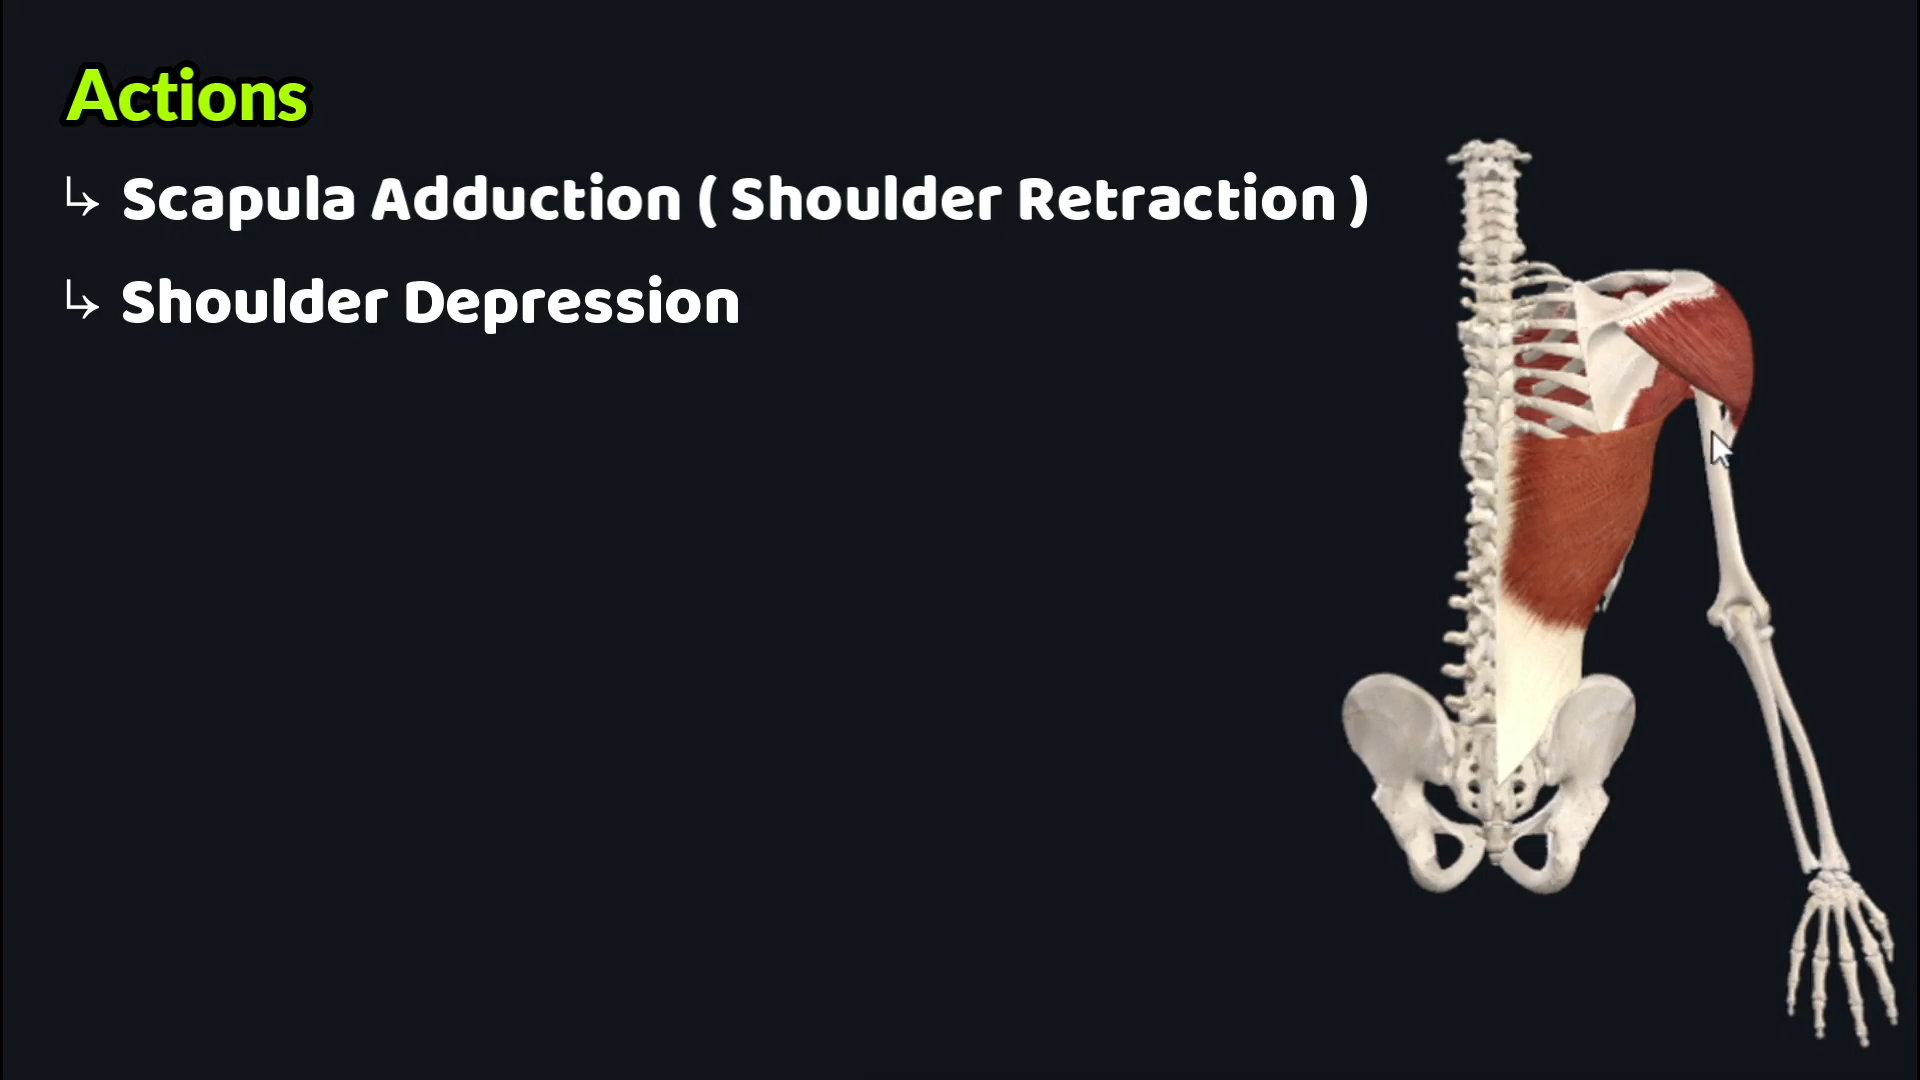 Actions
↳ Scapula Adduction ( Shoulder Retraction )
↳ Shoulder Depression